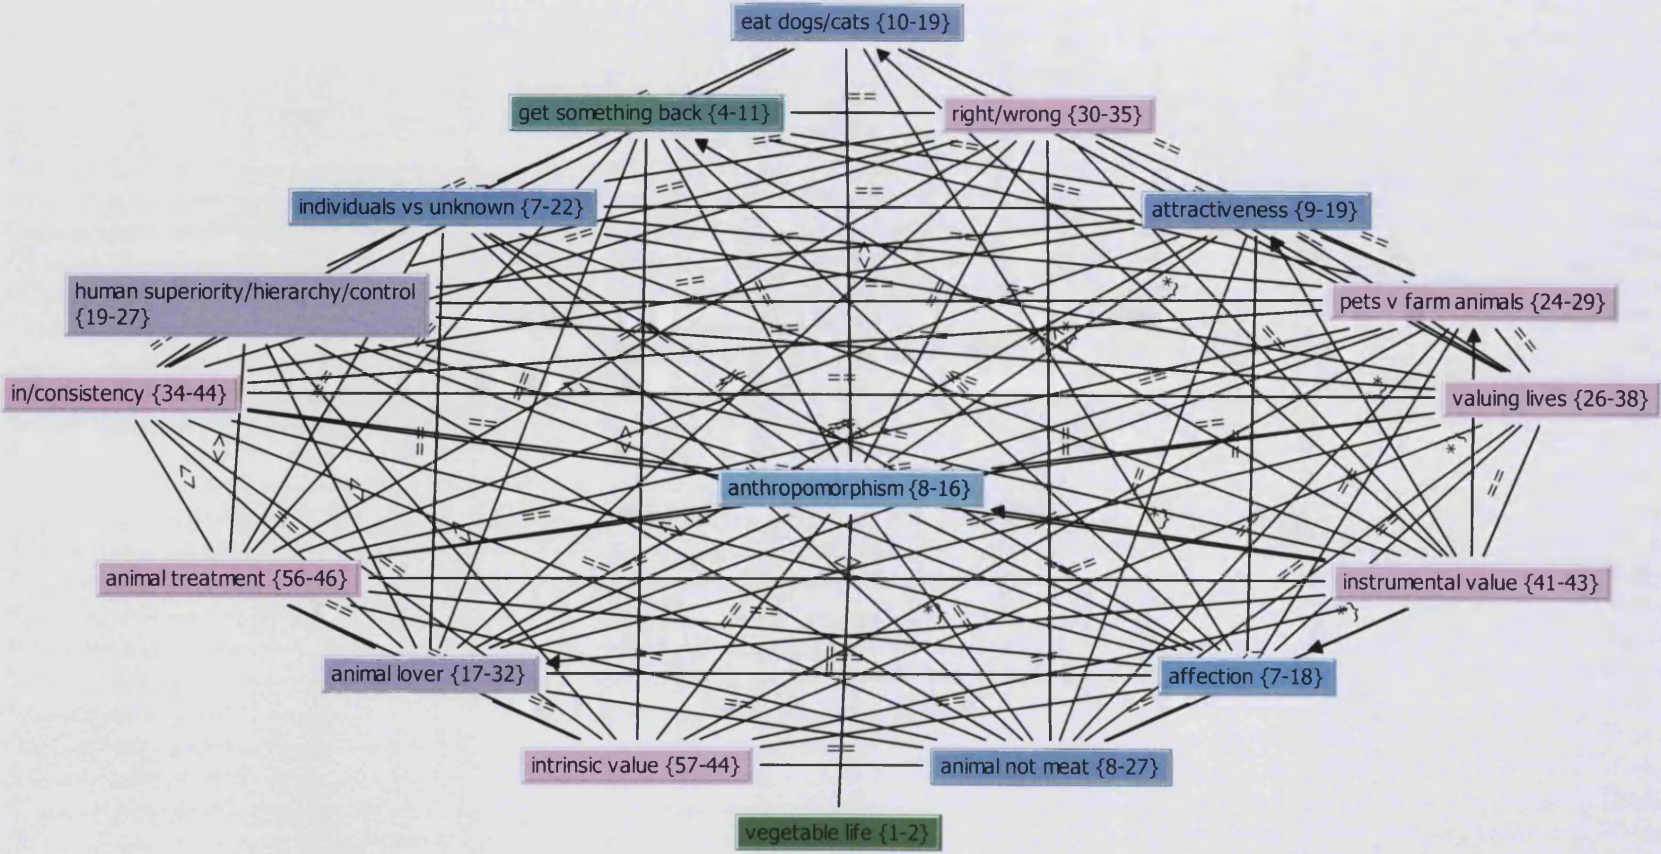 eat dogs/cats {10-19}
get something back {4-11}
right/wrong {30-35}
individuals vs unknown {7-22}
attractiveness {9-19}
human superiority/hierarchy/control
{19-27}
pets v farm animals {24-29}
in/consistency {34-44}
valuing lives {26-38}
anthropomorphism {8-16}
animal treatment {56-46}
instrumental value {41-43}
animal lover {17-32}
affection {7-18}
intrinsic value {57-44}
animal not meat {8-27}
vegetable life {1-2}